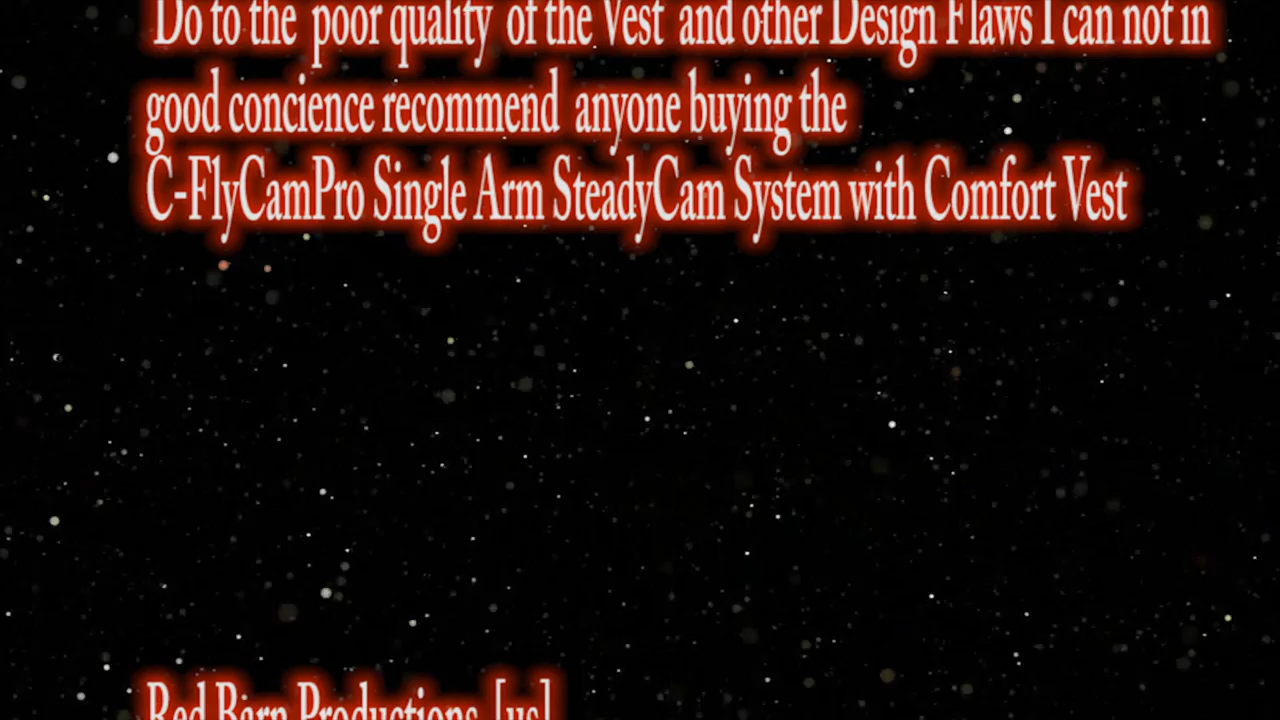 Do to the poor quality of the Vest and other Design Flaws I can not in
good concience recommend anyone buying the
C-FlyCamPro Single Arm SteadyCam System with Comfort Vest
Red Barn Productions [us]